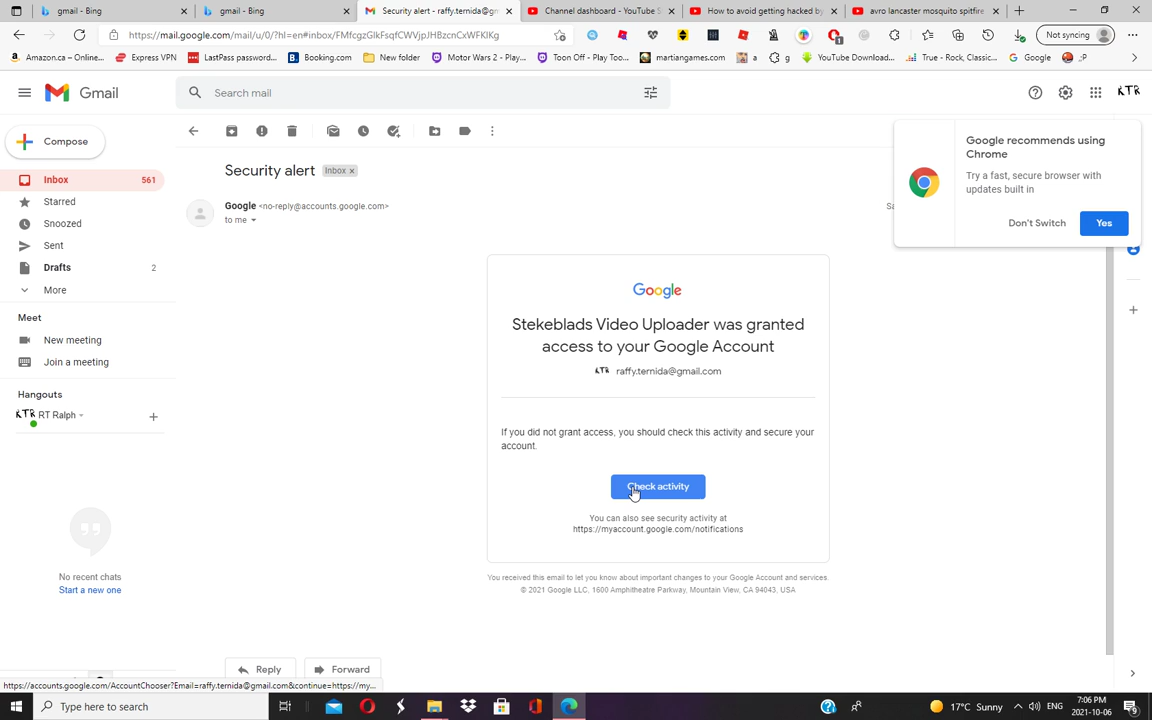 gmail - Bing
gmail - Bing
Security alert - raffy.ternida@gm
Channel dashboard - YouTube S
How to avoid getting hacked by
avro lancaster mosquito spitfire
https://mail.google.com/mail/u/0/?hl=en#inbox/FMfcgzGlkFsqfCWVjp/HBzcnCxWFKlKg
Not syncing
Amazon.ca – Online...
Express VPN
LastPass password...
Booking.com
New folder
Motor Wars 2 - Play...
Toon Off - Play Too...
martiangames.com
a
g
YouTube Download...
True - Rock, Classic...
Google
;P
Gmail
Search mail
KTR
Compose
Inbox 561
Starred
Snoozed
Sent
Drafts 2
More
Meet
New meeting
Join a meeting
Hangouts
KTR RT Ralph
No recent chats
Start a new one
Security alert Inbox x
Google <no-reply@accounts.google.com>
to me
Google recommends using
Chrome
Try a fast, secure browser with
updates built in
Don't Switch
Yes
Google
Stekeblads Video Uploader was granted
access to your Google Account
KTR raffy.ternida@gmail.com
If you did not grant access, you should check this activity and secure your
account.
Check activity
You can also see security activity at
https://myaccount.google.com/notifications
You received this email to let you know about important changes to your Google Account and services.
© 2021 Google LLC, 1600 Amphitheatre Parkway, Mountain View, CA 94043, USA
Reply
Forward
https://accounts.google.com/AccountChooser?Email=raffy.ternida@gmail.com&continue=https://my...
Type here to search
17°C Sunny
ENG
7:06 PM
2021-10-06
9